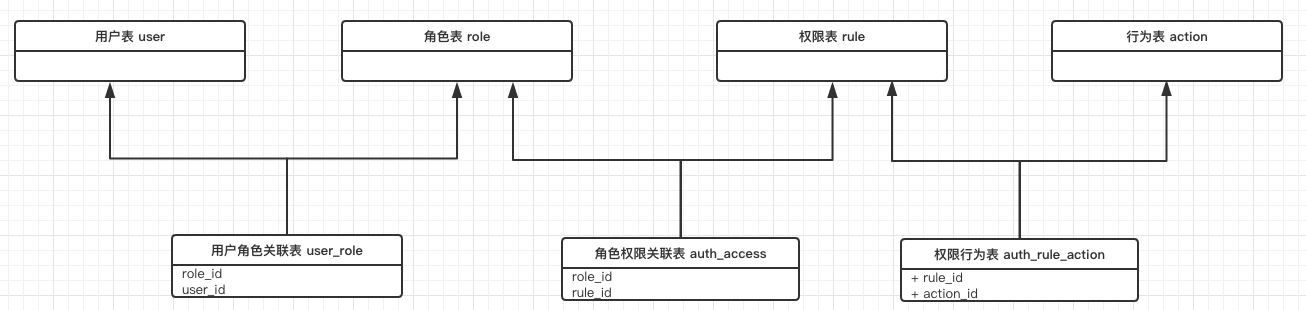 用户表 user
角色表 role
权限表 rule
行为表 action
用户角色关联表 user_role
role_id
user_id
角色权限关联表 auth_access
role_id
rule_id
权限行为表 auth_rule_action
+ rule_id
+ action_id